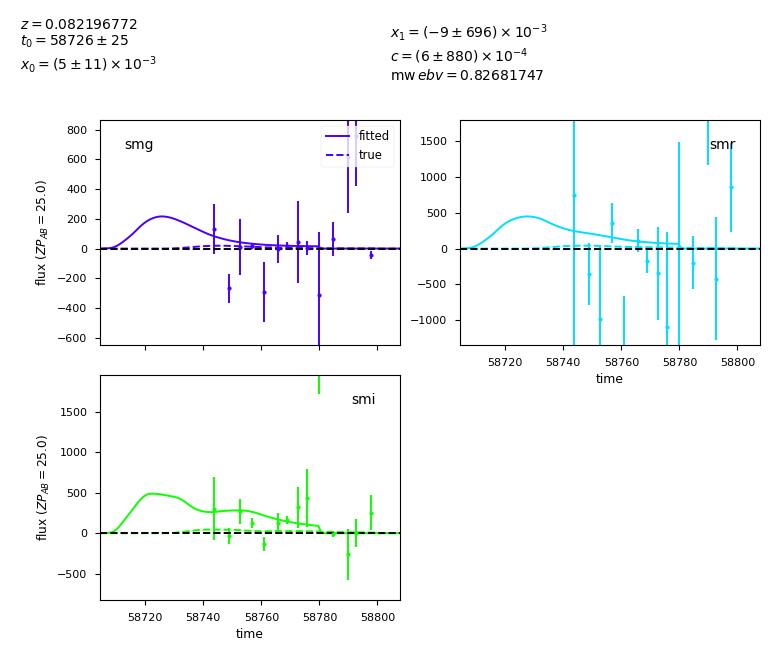 z = 0.082196772
t₀ = 58726 ± 25
x₀ = (5 ± 11) × 10⁻³
x₁ = (−9 ± 696) × 10⁻³
c = (6 ± 880) × 10⁻⁴
mw ebv = 0.82681747
smg
fitted
true
800
600
400
200
0
−200
−400
−600
flux (ZP_AB = 25.0)
smr
1500
1000
500
0
−500
−1000
58720 58740 58760 58780 58800
time
smi
1500
1000
500
0
−500
flux (ZP_AB = 25.0)
58720 58740 58760 58780 58800
time